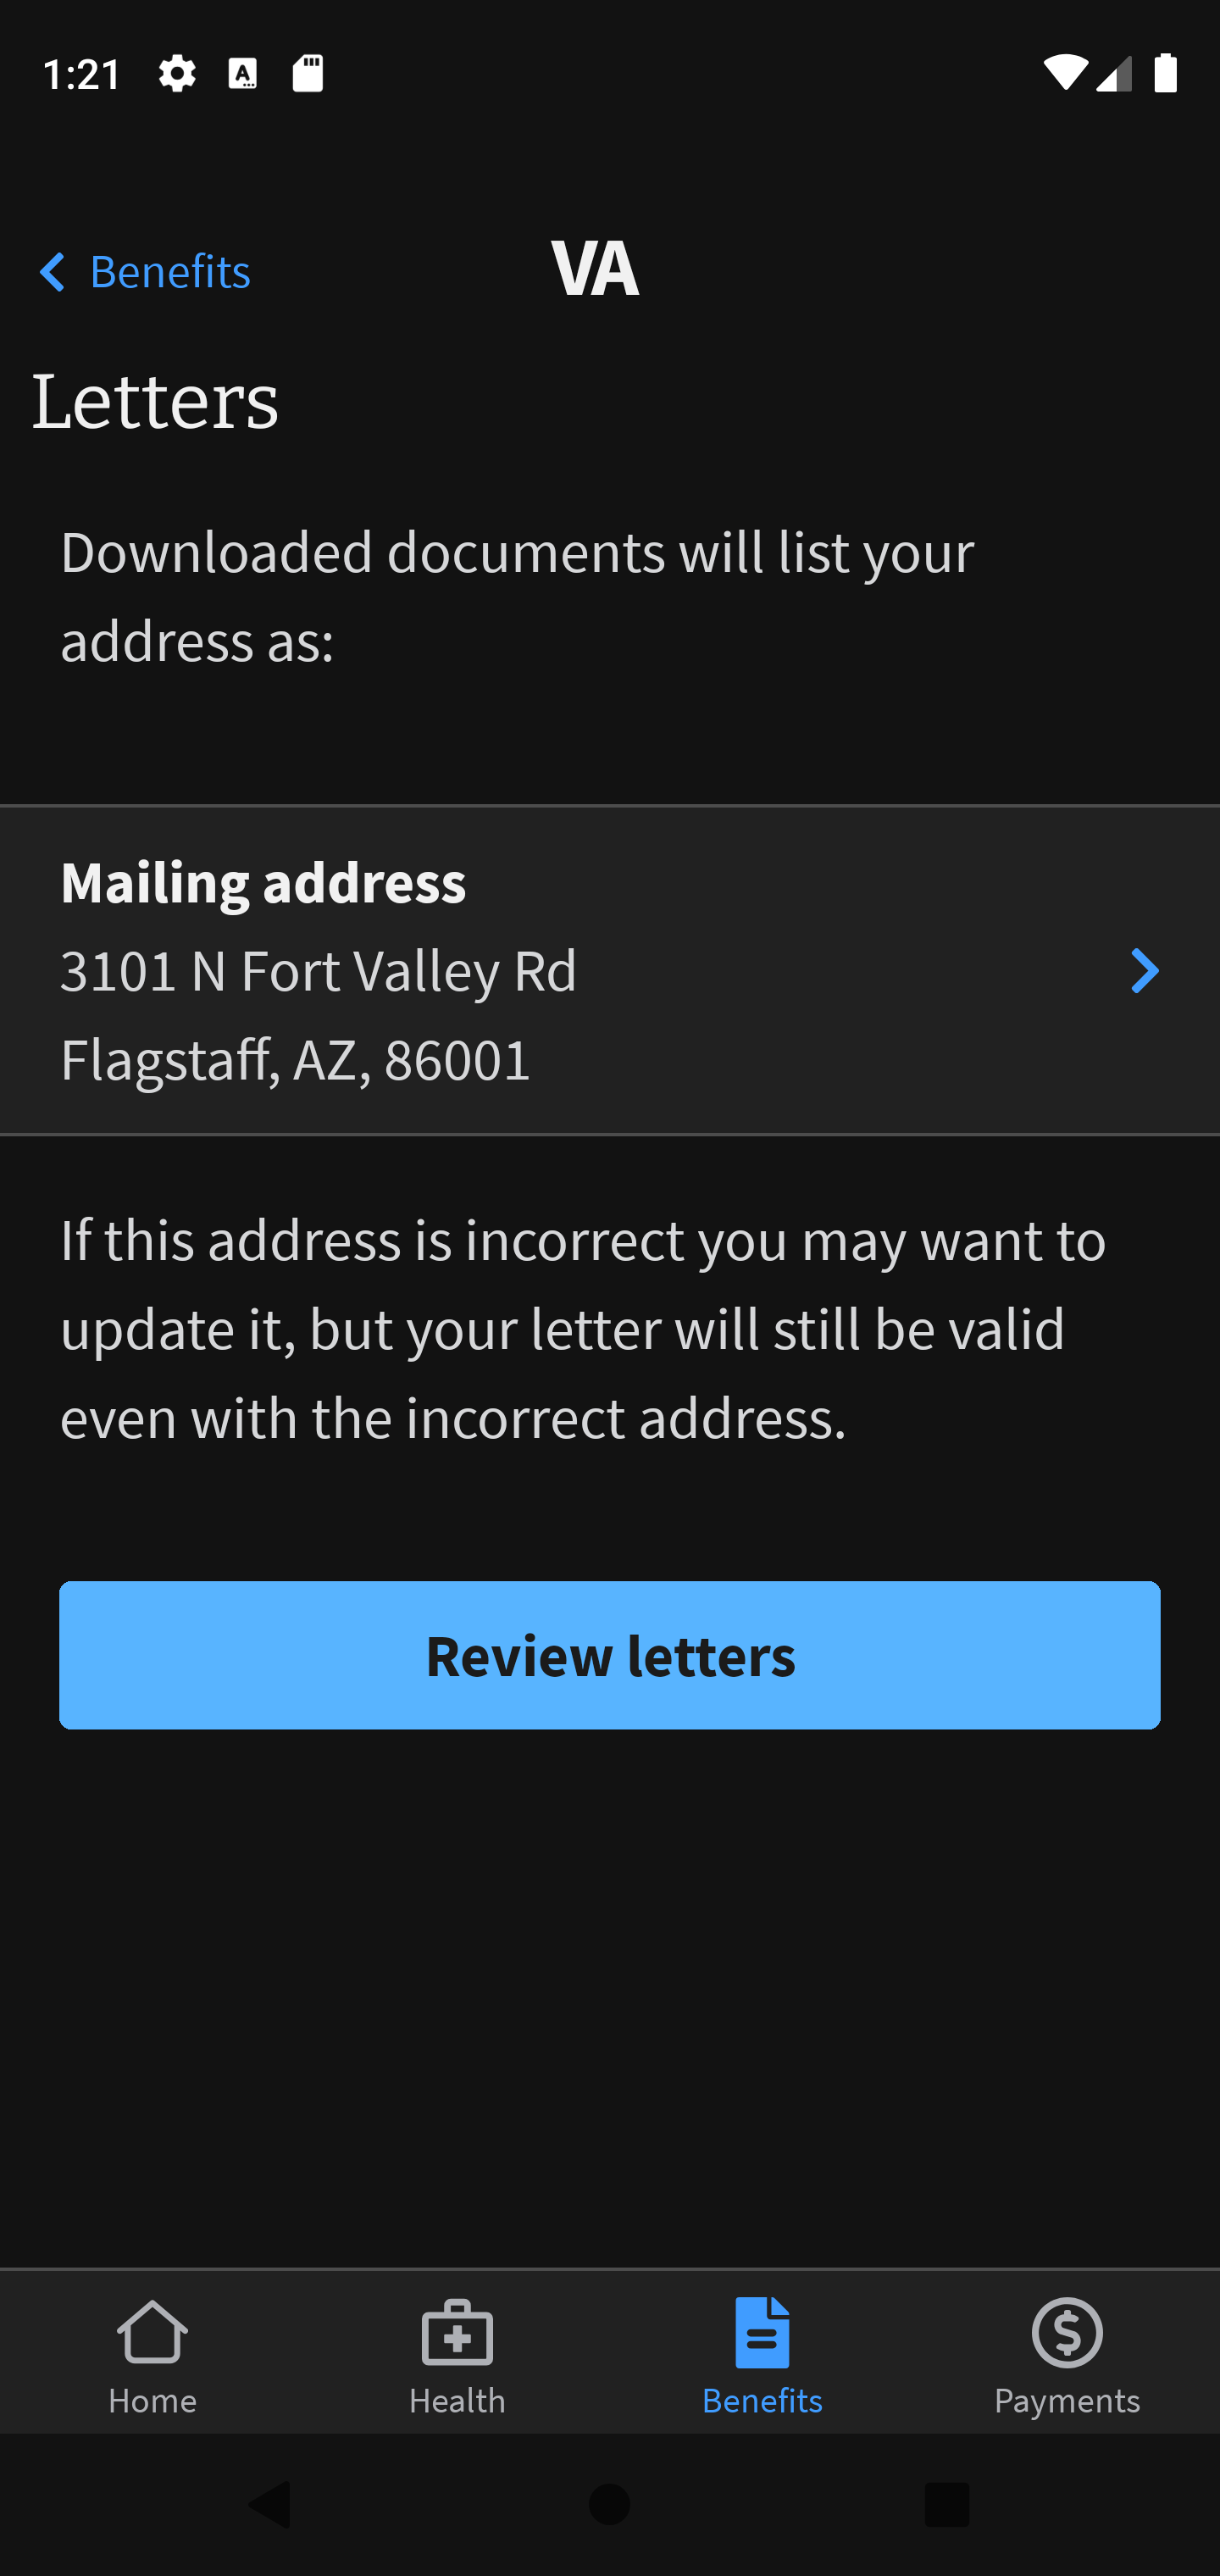 1:21
Benefits
VA
Letters
Downloaded documents will list your
address as:
Mailing address
3101 N Fort Valley Rd
Flagstaff, AZ, 86001
If this address is incorrect you may want to
update it, but your letter will still be valid
even with the incorrect address.
Review letters
Home
Health
Benefits
Payments